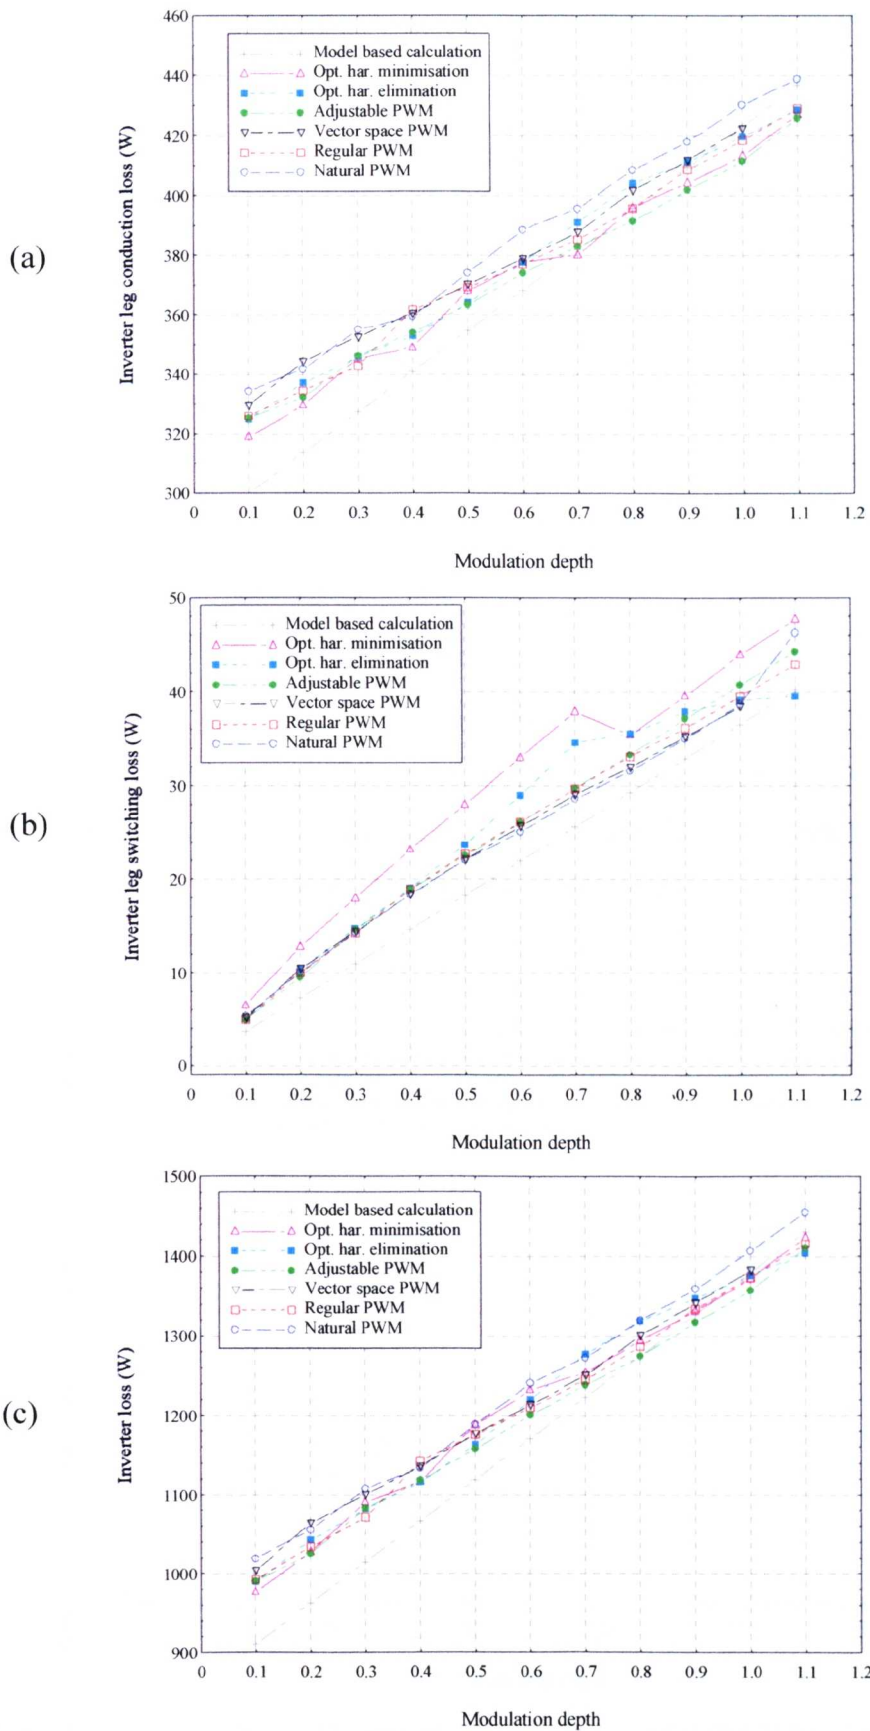 (a)
Inverter leg conduction loss (W)
460
440
420
400
380
360
340
320
300
Model based calculation
Opt. har. minimisation
Opt. har. elimination
Adjustable PWM
Vector space PWM
Regular PWM
Natural PWM
0 0.1 0.2 0.3 0.4 0.5 0.6 0.7 0.8 0.9 1.0 1.1 1.2
Modulation depth
(b)
Inverter leg switching loss (W)
50
40
30
20
10
0
Model based calculation
Opt. har. minimisation
Opt. har. elimination
Adjustable PWM
Vector space PWM
Regular PWM
Natural PWM
0 0.1 0.2 0.3 0.4 0.5 0.6 0.7 0.8 0.9 1.0 1.1 1.2
Modulation depth
(c)
Inverter loss (W)
1500
1400
1300
1200
1100
1000
900
Model based calculation
Opt. har. minimisation
Opt. har. elimination
Adjustable PWM
Vector space PWM
Regular PWM
Natural PWM
0 0.1 0.2 0.3 0.4 0.5 0.6 0.7 0.8 0.9 1.0 1.1 1.2
Modulation depth